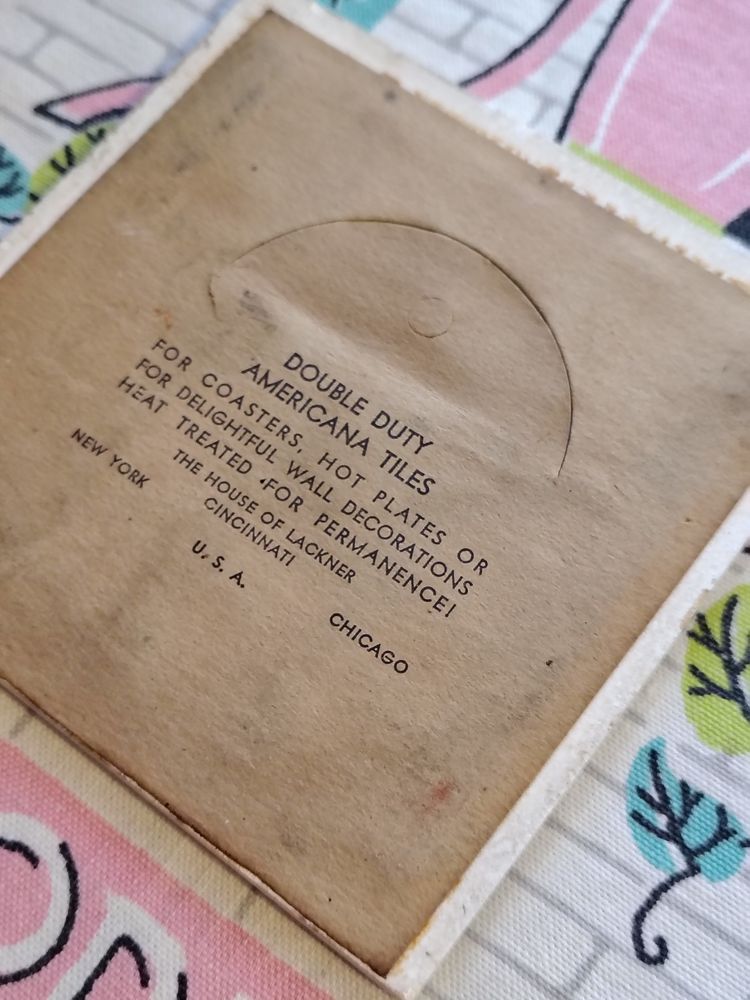 DOUBLE DUTY
AMERICANA TILES
FOR COASTERS, HOT PLATES OR
FOR DELIGHTFUL WALL DECORATIONS
HEAT TREATED FOR PERMANENCE!
THE HOUSE OF LACKNER
NEW YORK CINCINNATI CHICAGO
U. S. A.